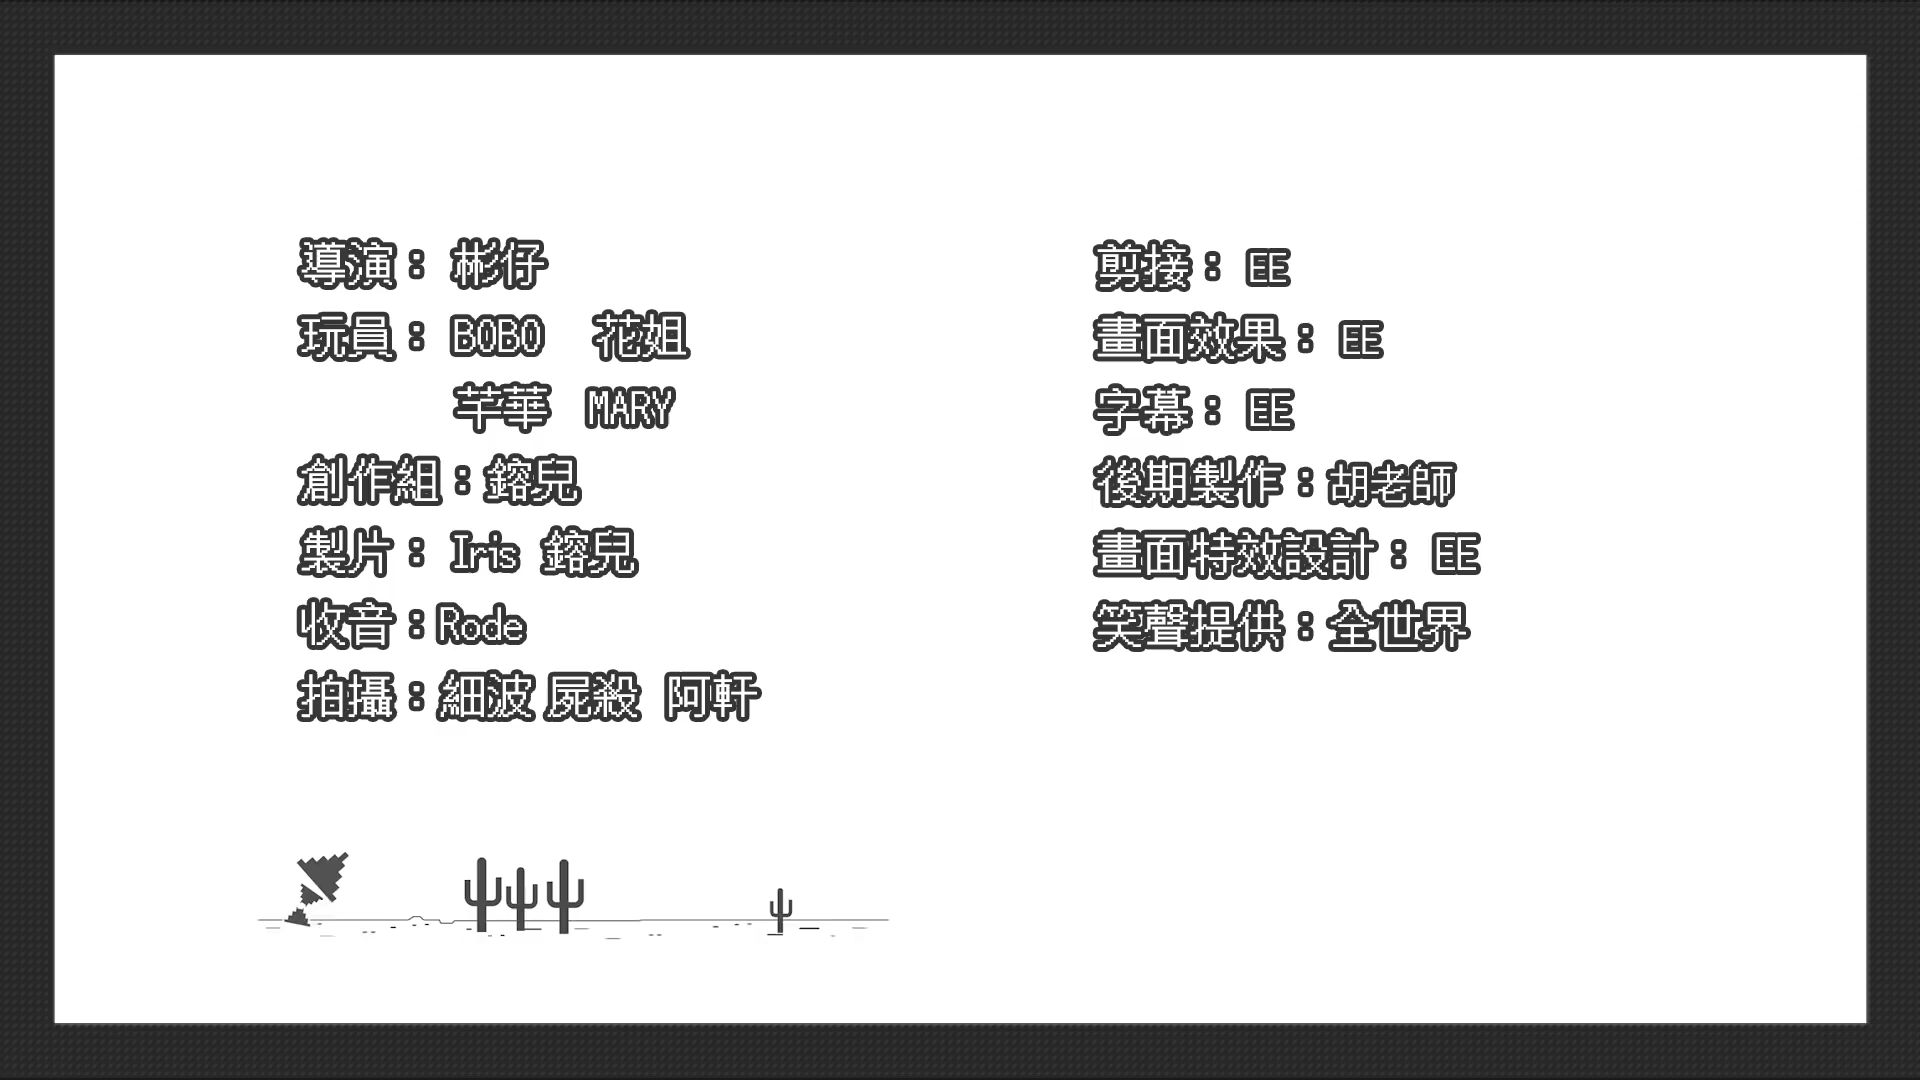 導演： 彬仔
玩員： BOBO 花姐
芊華 MARY
創作組：鎔兒
製片： Iris 鎔兒
收音：Rode
拍攝：細波 屍殺 阿軒
剪接： EE
畫面效果： EE
字幕： EE
後期製作：胡老師
畫面特效設計： EE
笑聲提供：全世界